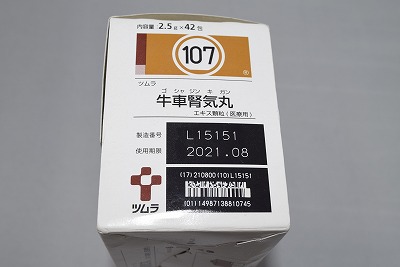 内容量 2.5g×42包
107
®
ツムラ
ゴシャジンキガン
牛車腎気丸
エキス顆粒(医療用)
製造番号 L15151
使用期限 2021.08
(17)210800(10)L15151
(01)14987138810745
ツムラ